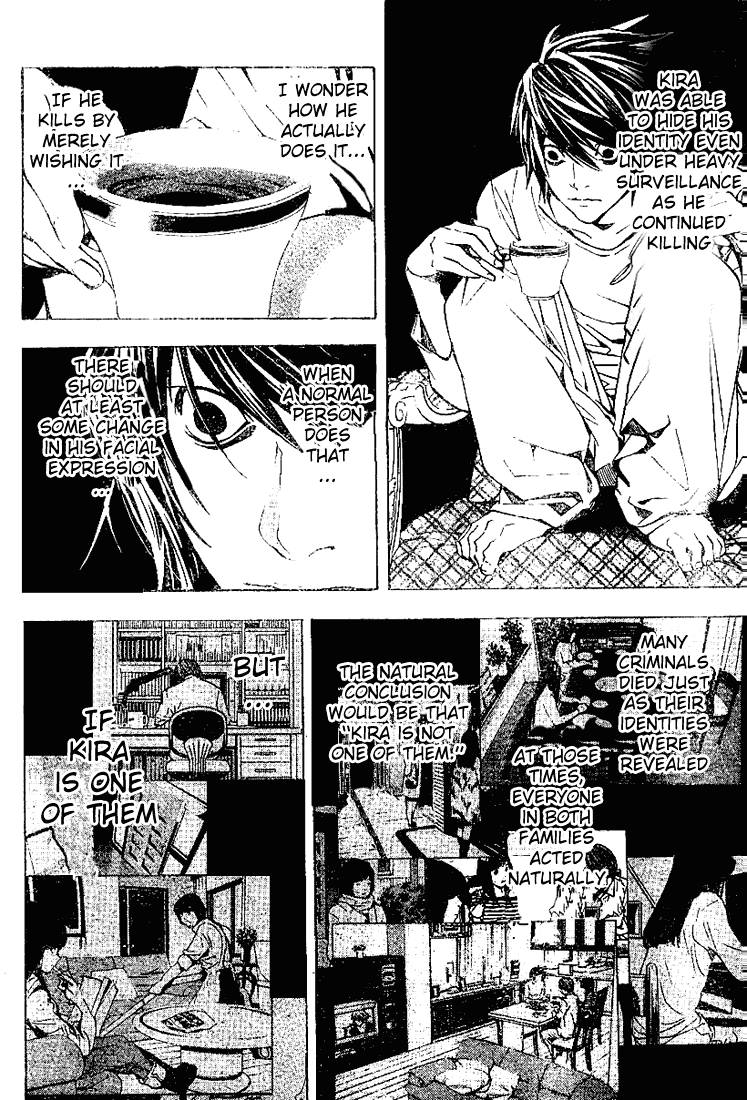 KIRA
WAS ABLE
TO HIDE HIS
IDENTITY EVEN
UNDER HEAVY
SURVEILLANCE
AS HE
CONTINUED
KILLING
I WONDER
HOW HE
ACTUALLY
DOES IT...
IF HE
KILLS BY
MERELY
WISHING IT
...
WHEN
A NORMAL
PERSON
DOES
THAT
...
THERE
SHOULD
AT LEAST
SOME CHANGE
IN HIS FACIAL
EXPRESSION
...
MANY
CRIMINALS
DIED JUST
AS THEIR
IDENTITIES
WERE
REVEALED
AT THOSE
TIMES,
EVERYONE
IN BOTH
FAMILIES
ACTED
NATURALLY
THE NATURAL
CONCLUSION
WOULD BE THAT
"KIRA IS NOT
ONE OF THEM."
BUT
...
IF
KIRA
IS ONE
OF THEM